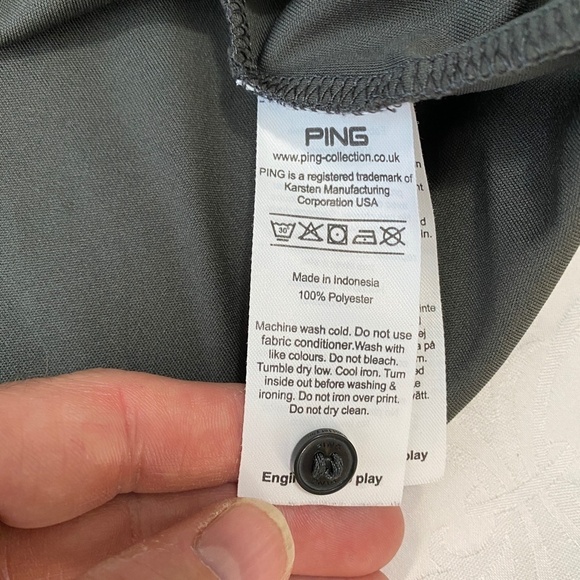 PING
www.ping-collection.co.uk
PING is a registered trademark of
Karsten Manufacturing
Corporation USA
30°
Made in Indonesia
100% Polyester
Machine wash cold. Do not use
fabric conditioner.Wash with
like colours. Do not bleach.
Tumble dry low. Cool iron. Turn
inside out before washing &
ironing. Do not iron over print.
Do not dry clean.
play
på
play